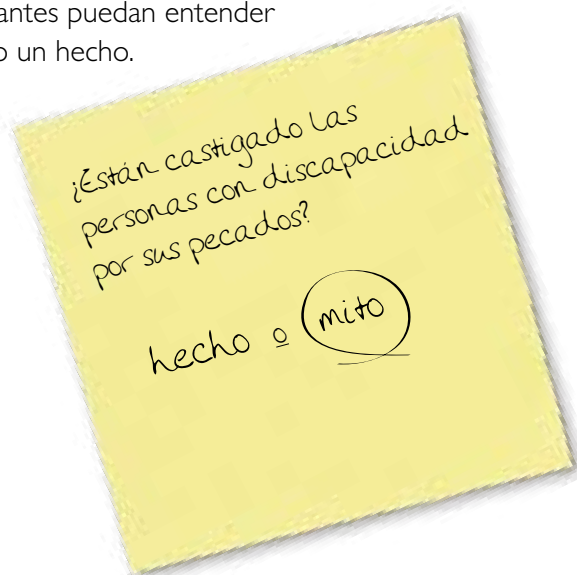 antes puedan entender
o un hecho.
¡Están castigado las
personas con discapacidad
por sus pecados?
hecho o mito